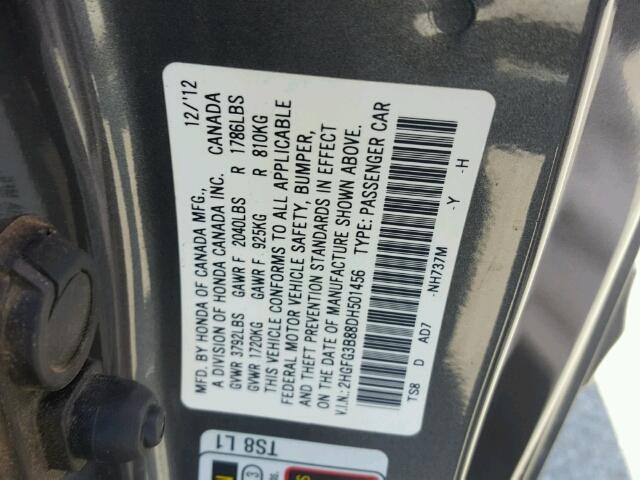 MFD. BY HONDA OF CANADA MFG., 12/'12
A DIVISION OF HONDA CANADA INC. CANADA
GVWR 3792LBS GAWR F 2040LBS R 1786LBS
GVWR 1720KG GAWR F 925KG R 810KG
THIS VEHICLE CONFORMS TO ALL APPLICABLE
FEDERAL MOTOR VEHICLE SAFETY, BUMPER,
AND THEFT PREVENTION STANDARDS IN EFFECT
ON THE DATE OF MANUFACTURE SHOWN ABOVE.
V.I.N.: 2HGFG3B88DH501456 TYPE: PASSENGER CAR
TS8 D AD7 -NH737M -Y -H
TS8 L1
3